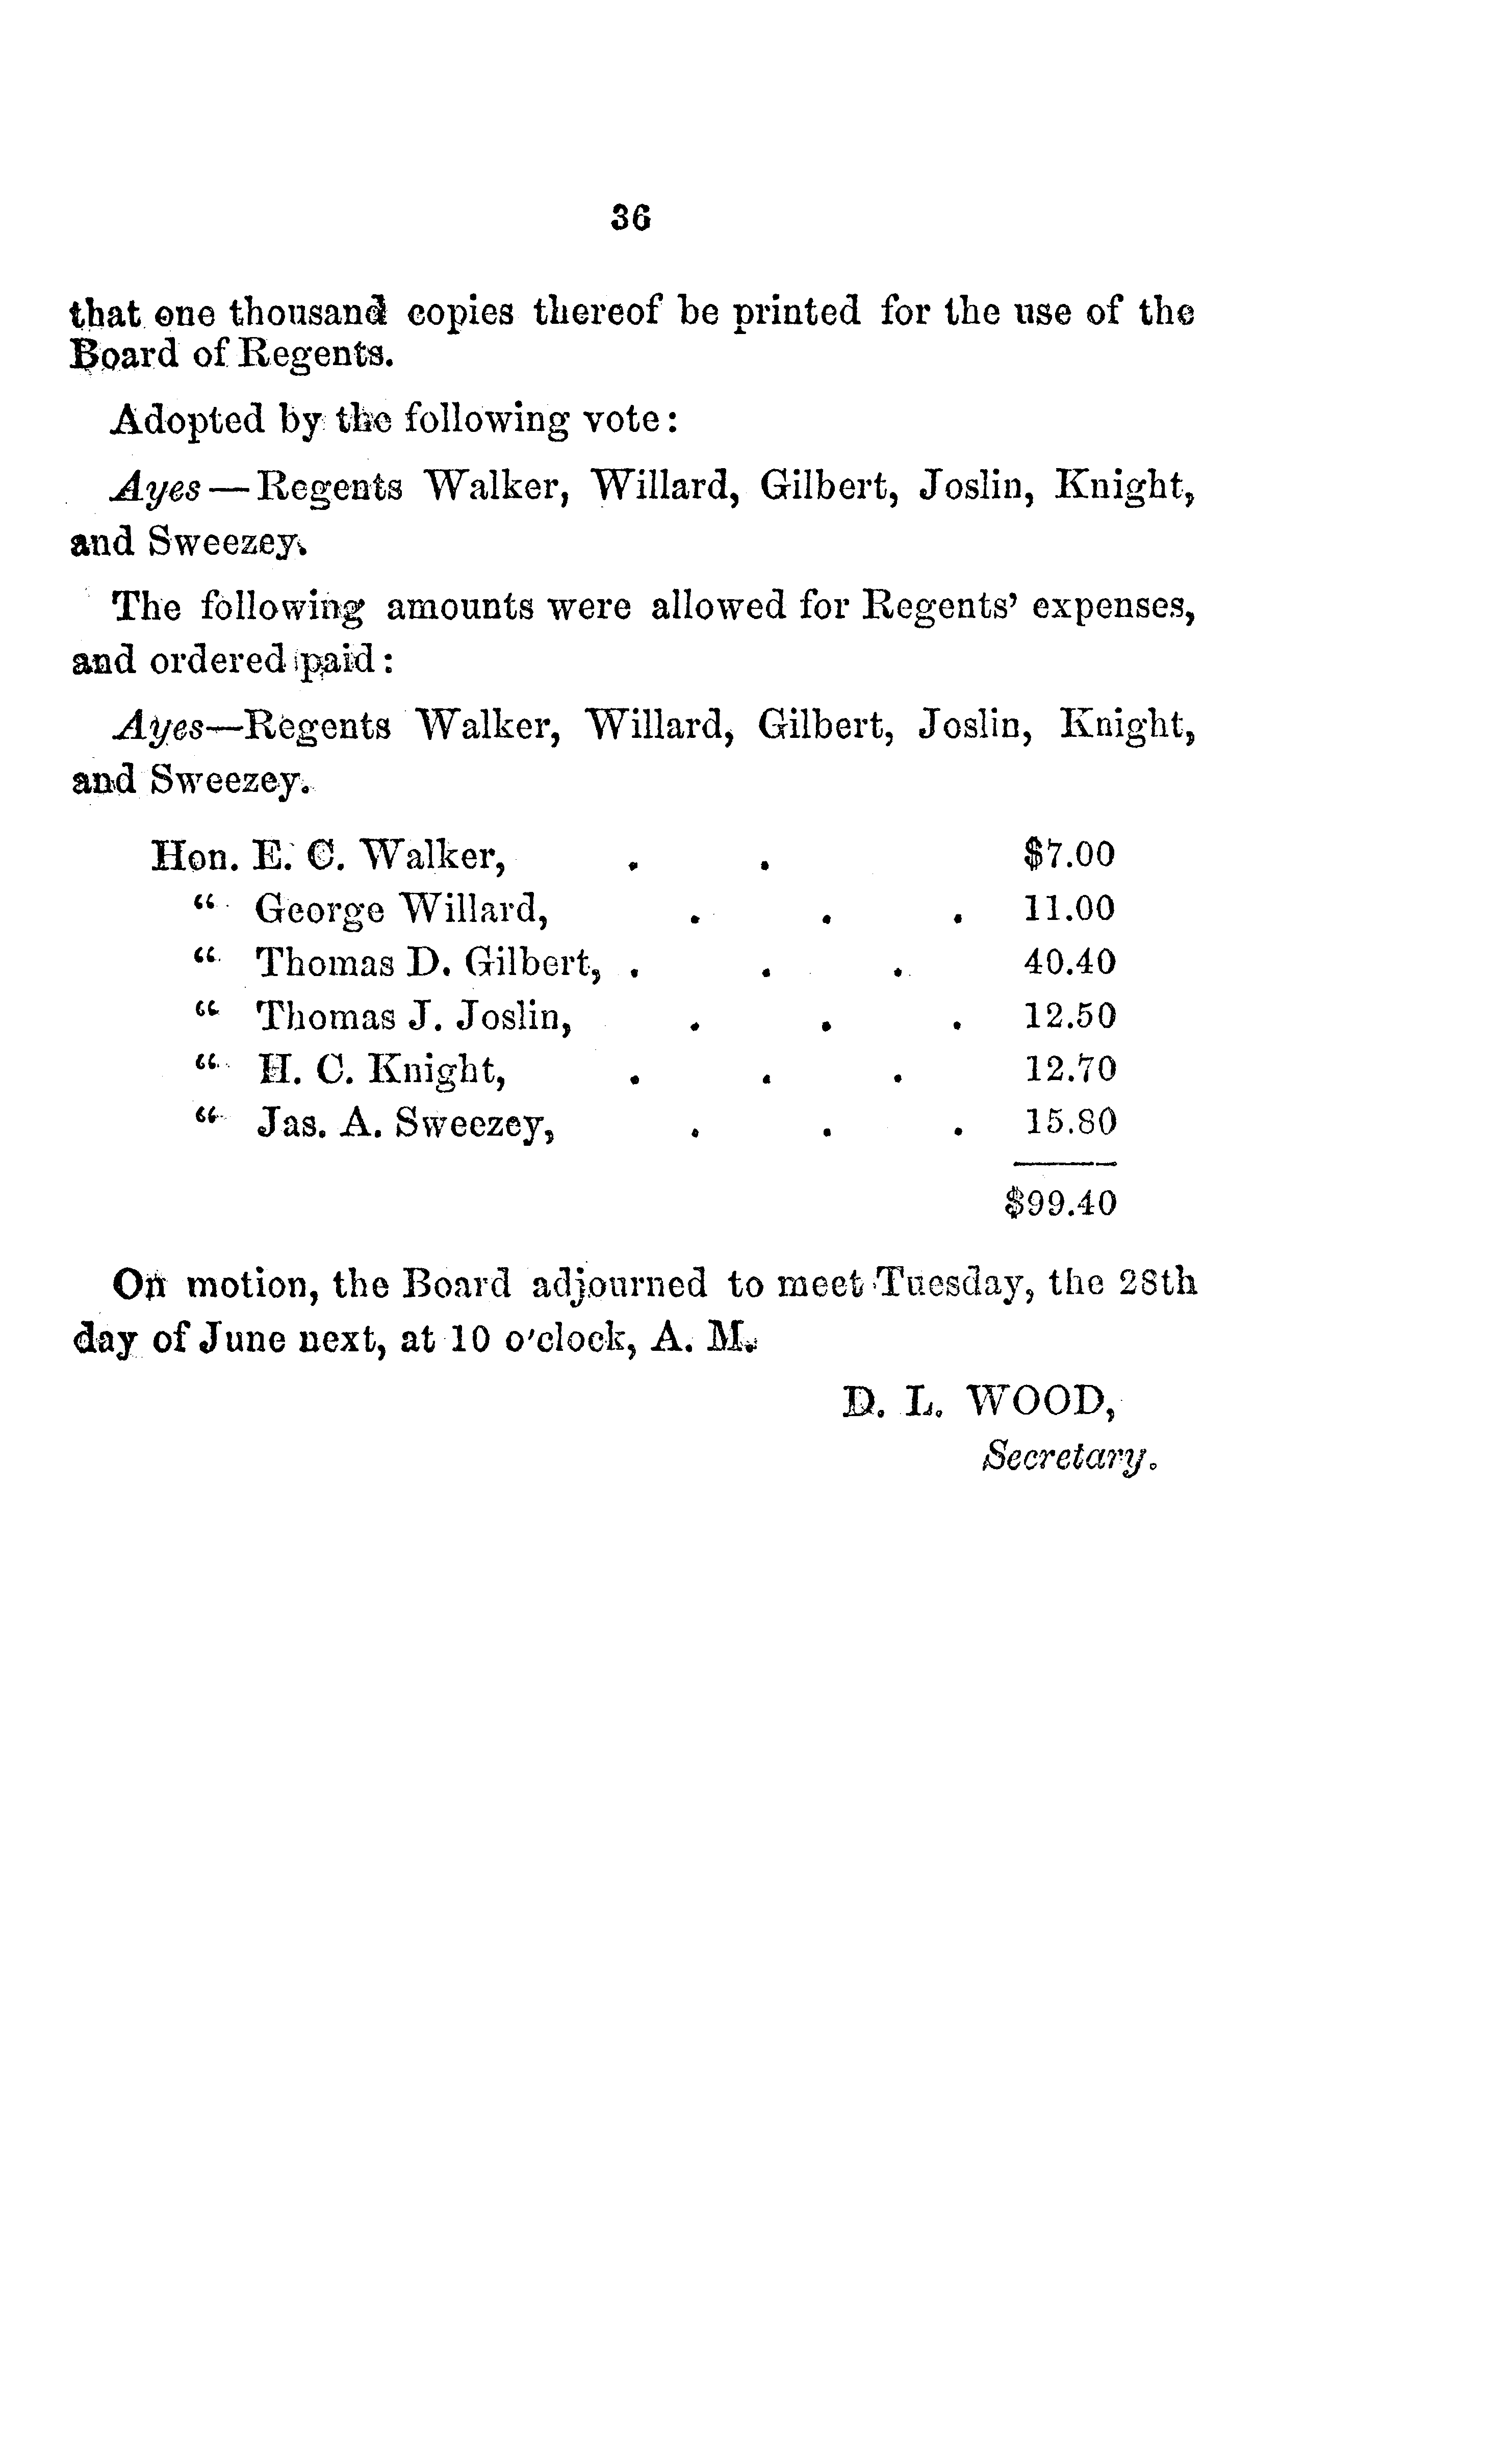 36
that one thousand copies thereof be printed for the use of the
Board of Regents.
Adopted by the following vote:
Ayes — Regents Walker, Willard, Gilbert, Joslin, Knight,
and Sweezey.
The following amounts were allowed for Regents' expenses,
and ordered paid:
Ayes—Regents Walker, Willard, Gilbert, Joslin, Knight,
and Sweezey.
Hon. E. C. Walker, . . $7.00
“ George Willard, . . . 11.00
“ Thomas D. Gilbert, . . . 40.40
“ Thomas J. Joslin, . . . 12.50
“ H. C. Knight, . . . 12.70
“ Jas. A. Sweezey, . . . 15.80
$99.40
On motion, the Board adjourned to meet Tuesday, the 28th
day of June next, at 10 o'clock, A. M.
D. L. WOOD,
Secretary.